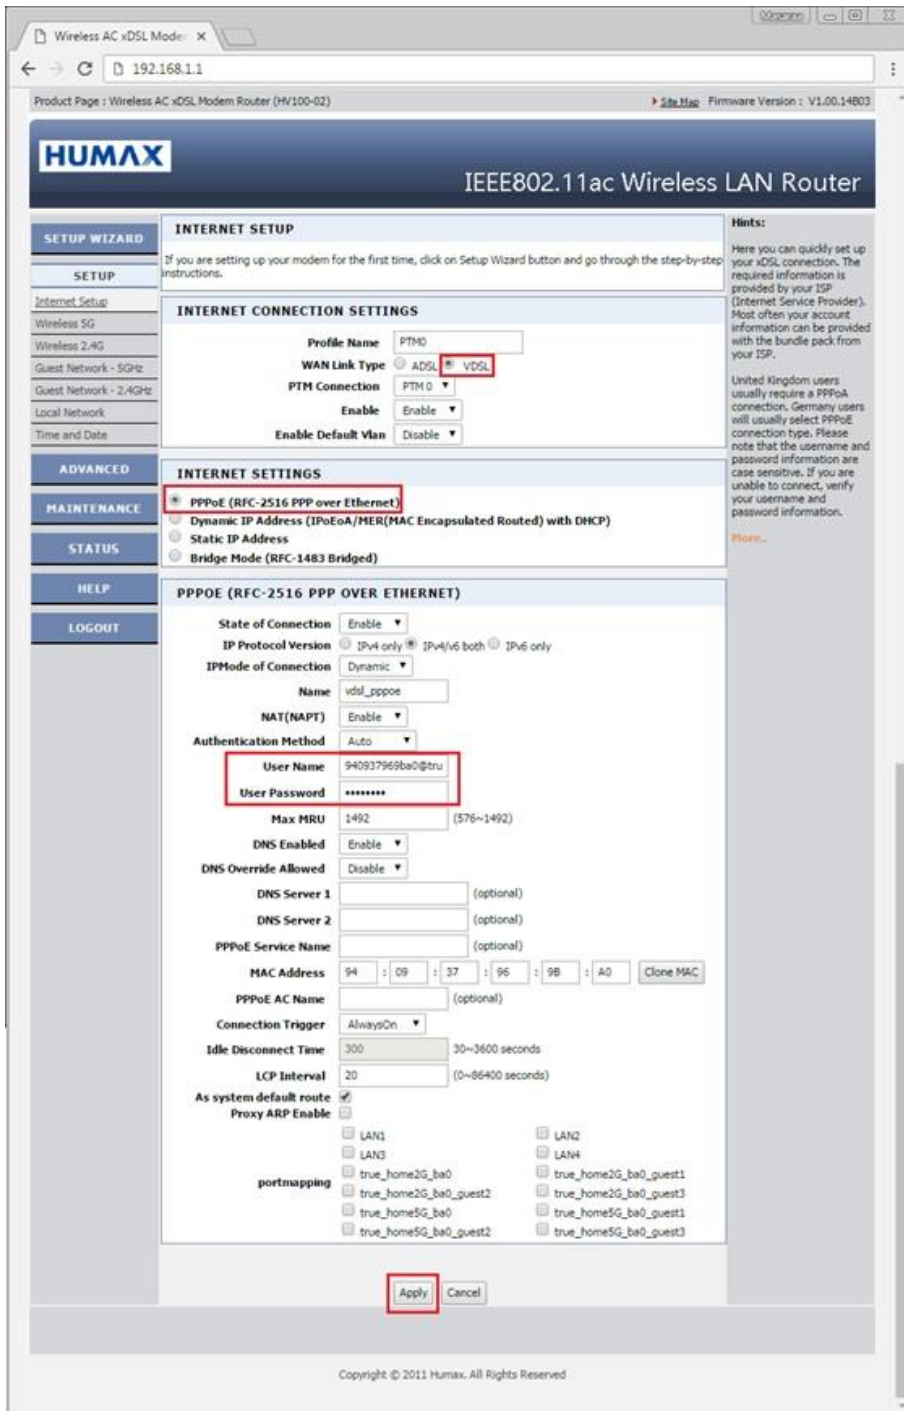 Wireless AC xDSL Moder
192.168.1.1
Product Page : Wireless AC xDSL Modem Router (HV100-02)
Site Map Firmware Version : V1.00.14B03
HUMAX
IEEE802.11ac Wireless LAN Router
SETUP WIZARD
SETUP
Internet Setup
Wireless 5G
Wireless 2.4G
Guest Network - 5GHz
Guest Network - 2.4GHz
Local Network
Time and Date
ADVANCED
MAINTENANCE
STATUS
HELP
LOGOUT
INTERNET SETUP
If you are setting up your modem for the first time, click on Setup Wizard button and go through the step-by-step
instructions.
INTERNET CONNECTION SETTINGS
Profile Name PTM0
WAN Link Type ADSL VDSL
PTM Connection PTM 0
Enable Enable
Enable Default Vlan Disable
INTERNET SETTINGS
PPPoE (RFC-2516 PPP over Ethernet)
Dynamic IP Address (IPoEoA/MER(MAC Encapsulated Routed) with DHCP)
Static IP Address
Bridge Mode (RFC-1483 Bridged)
PPPOE (RFC-2516 PPP OVER ETHERNET)
State of Connection Enable
IP Protocol Version IPv4 only IPv4/v6 both IPv6 only
IPMode of Connection Dynamic
Name vdsl_pppoe
NAT(NAPT) Enable
Authentication Method Auto
User Name 940937969ba0@tru
User Password ••••••••
Max MRU 1492 (576~1492)
DNS Enabled Enable
DNS Override Allowed Disable
DNS Server 1 (optional)
DNS Server 2 (optional)
PPPoE Service Name (optional)
MAC Address 94 : 09 : 37 : 96 : 9B : A0 Clone MAC
PPPoE AC Name (optional)
Connection Trigger AlwaysOn
Idle Disconnect Time 300 30~3600 seconds
LCP Interval 20 (0~86400 seconds)
As system default route
Proxy ARP Enable
portmapping
LAN1 LAN2
LAN3 LAN4
true_home2G_ba0 true_home2G_ba0_guest1
true_home2G_ba0_guest2 true_home2G_ba0_guest3
true_home5G_ba0 true_home5G_ba0_guest1
true_home5G_ba0_guest2 true_home5G_ba0_guest3
Apply Cancel
Hints:
Here you can quickly set up
your xDSL connection. The
required information is
provided by your ISP
(Internet Service Provider).
Most often your account
information can be provided
with the bundle pack from
your ISP.
United Kingdom users
usually require a PPPoA
connection. Germany users
will usually select PPPoE
connection type. Please
note that the username and
password information are
case sensitive. If you are
unable to connect, verify
your username and
password information.
More...
Copyright © 2011 Humax. All Rights Reserved